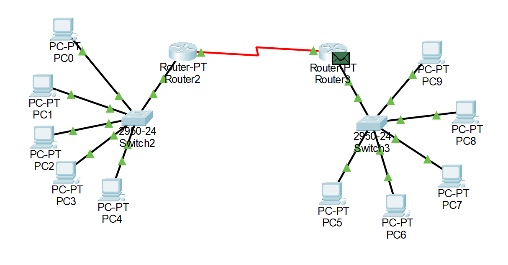 PC-PT
PC0
Router-PT
Router2
Router-PT
Router3
PC-PT
PC9
PC-PT
PC1
2950-24
Switch2
2950-24
Switch3
PC-PT
PC8
PC-PT
PC2
PC-PT
PC3
PC-PT
PC4
PC-PT
PC5
PC-PT
PC6
PC-PT
PC7